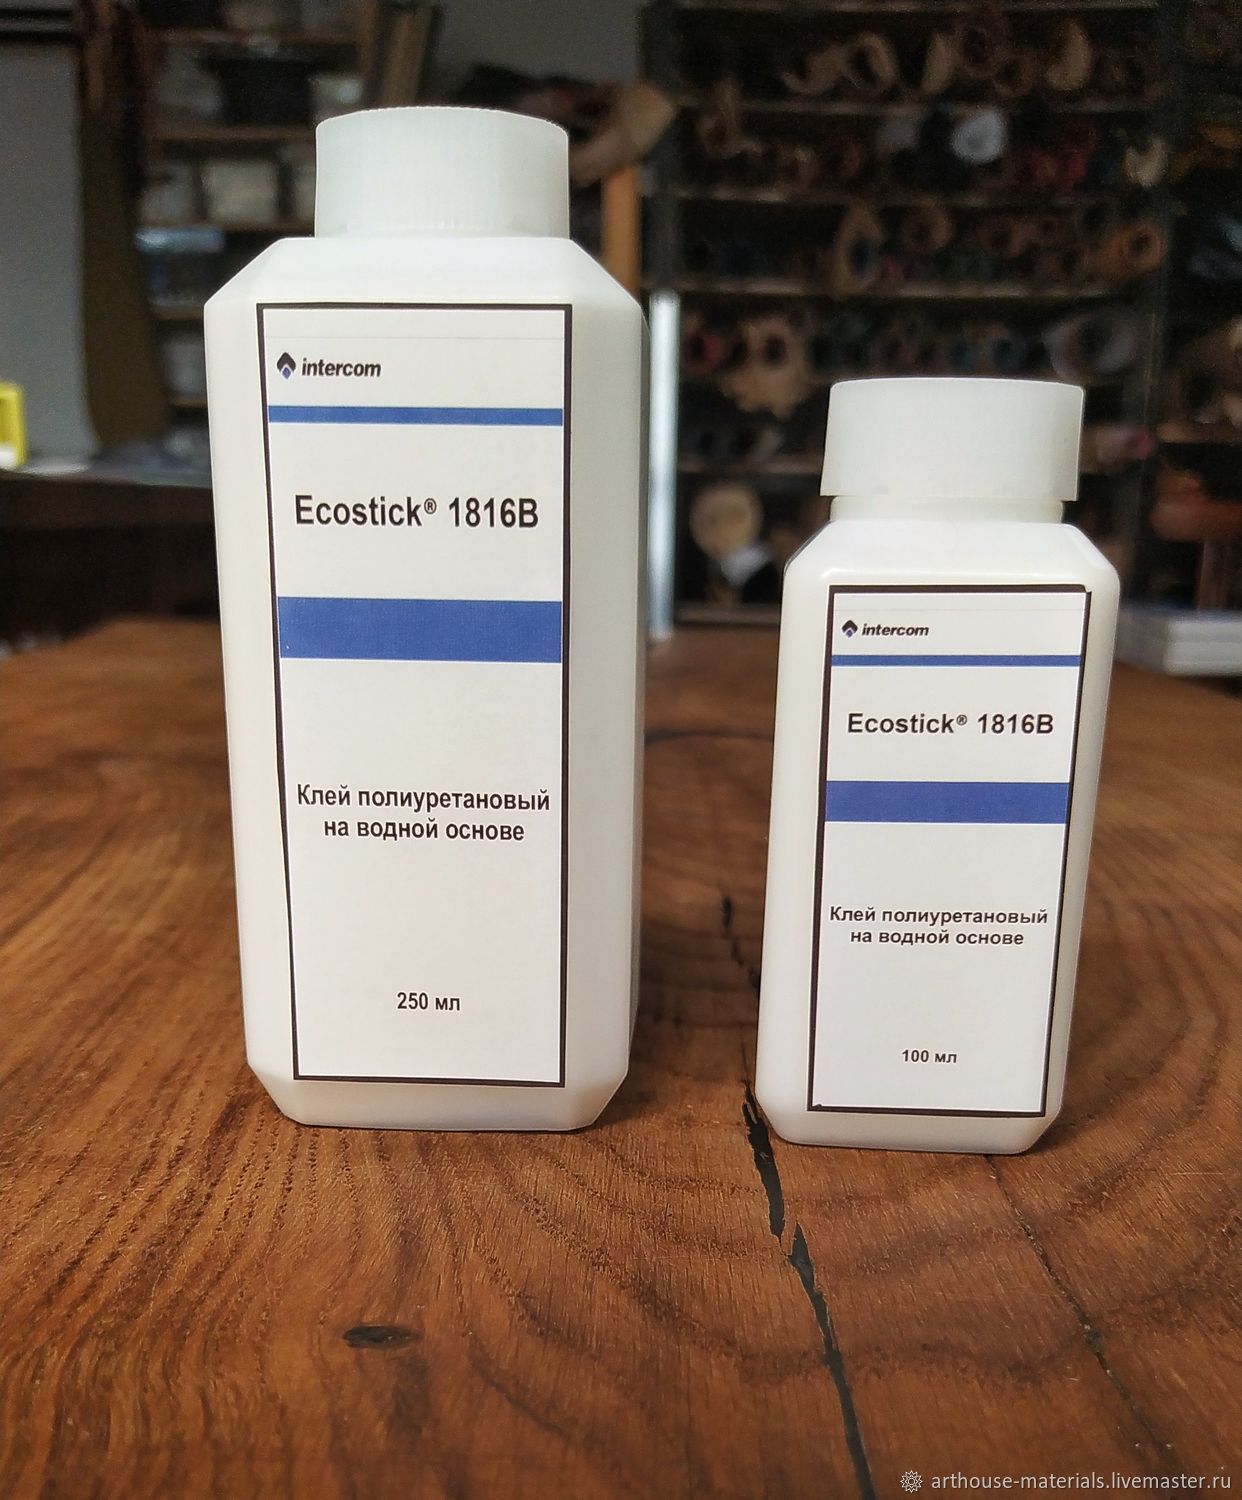 intercom
Ecostick® 1816B
Клей полиуретановый
на водной основе
250 мл
intercom
Ecostick® 1816B
Клей полиуретановый
на водной основе
100 мл
arthouse-materials.livemaster.ru